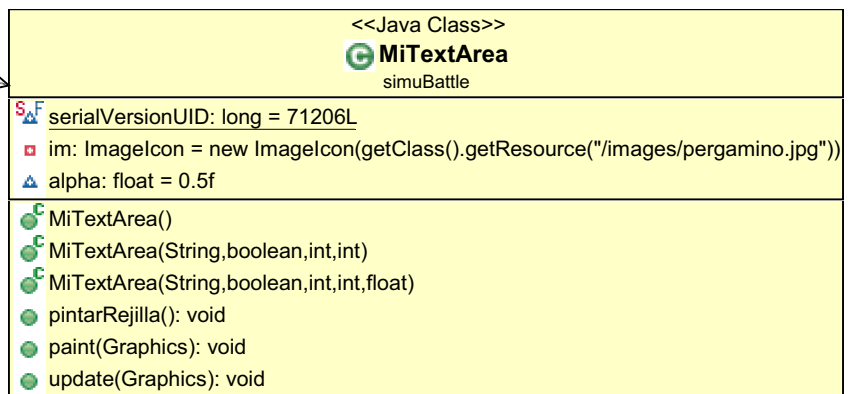 <<Java Class>>
C MiTextArea
simuBattle
S F serialVersionUID: long = 71206L
im: ImageIcon = new ImageIcon(getClass().getResource("/images/pergamino.jpg"))
alpha: float = 0.5f
C MiTextArea()
C MiTextArea(String,boolean,int,int)
C MiTextArea(String,boolean,int,int,float)
pintarRejilla(): void
paint(Graphics): void
update(Graphics): void